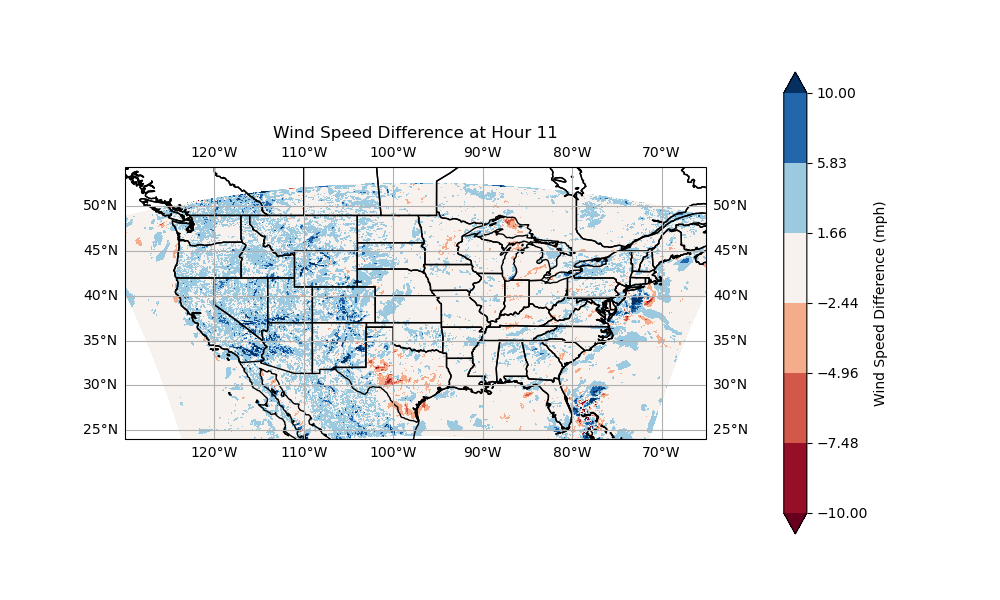 Wind Speed Difference at Hour 11
120°W 110°W 100°W 90°W 80°W 70°W
50°N 50°N
45°N 45°N
40°N 40°N
35°N 35°N
30°N 30°N
25°N 25°N
120°W 110°W 100°W 90°W 80°W 70°W
10.00
5.83
1.66
−2.44
−4.96
−7.48
−10.00
Wind Speed Difference (mph)